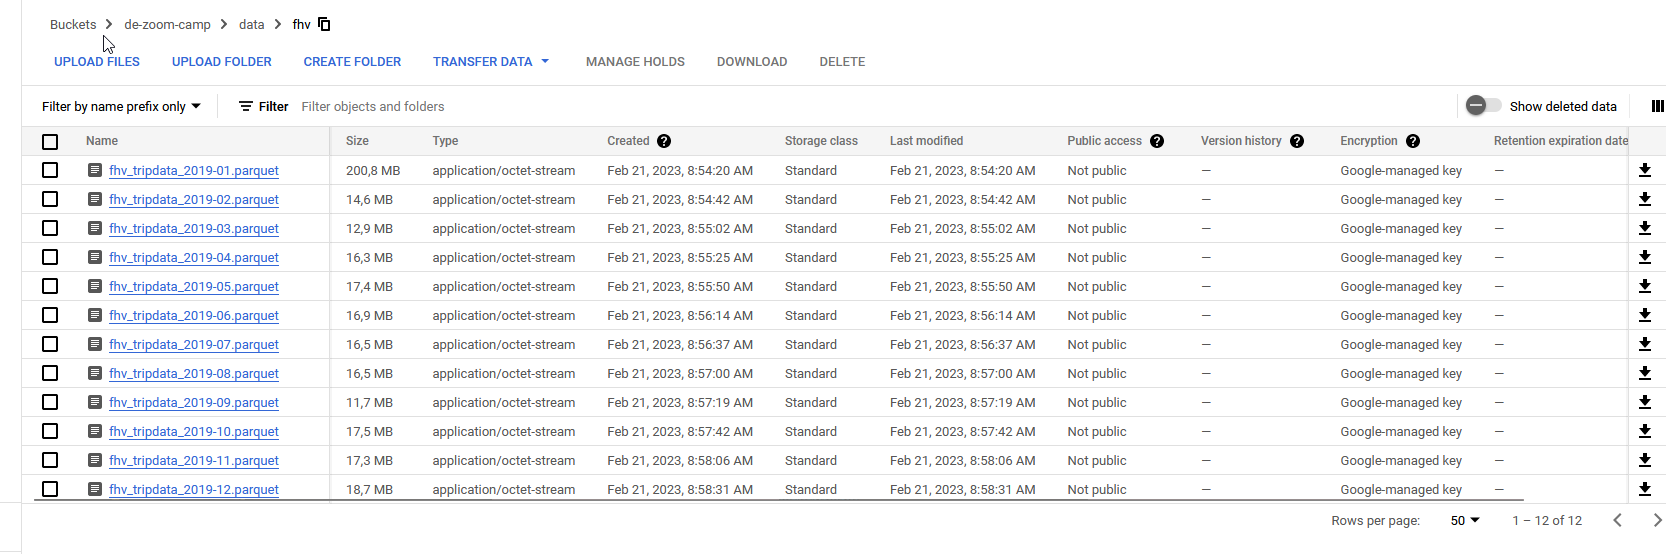 Buckets > de-zoom-camp > data > fhv
UPLOAD FILES UPLOAD FOLDER CREATE FOLDER TRANSFER DATA MANAGE HOLDS DOWNLOAD DELETE
Filter by name prefix only Filter Filter objects and folders Show deleted data
Name Size Type Created Storage class Last modified Public access Version history Encryption Retention expiration date
fhv_tripdata_2019-01.parquet 200,8 MB application/octet-stream Feb 21, 2023, 8:54:20 AM Standard Feb 21, 2023, 8:54:20 AM Not public — Google-managed key —
fhv_tripdata_2019-02.parquet 14,6 MB application/octet-stream Feb 21, 2023, 8:54:42 AM Standard Feb 21, 2023, 8:54:42 AM Not public — Google-managed key —
fhv_tripdata_2019-03.parquet 12,9 MB application/octet-stream Feb 21, 2023, 8:55:02 AM Standard Feb 21, 2023, 8:55:02 AM Not public — Google-managed key —
fhv_tripdata_2019-04.parquet 16,3 MB application/octet-stream Feb 21, 2023, 8:55:25 AM Standard Feb 21, 2023, 8:55:25 AM Not public — Google-managed key —
fhv_tripdata_2019-05.parquet 17,4 MB application/octet-stream Feb 21, 2023, 8:55:50 AM Standard Feb 21, 2023, 8:55:50 AM Not public — Google-managed key —
fhv_tripdata_2019-06.parquet 16,9 MB application/octet-stream Feb 21, 2023, 8:56:14 AM Standard Feb 21, 2023, 8:56:14 AM Not public — Google-managed key —
fhv_tripdata_2019-07.parquet 16,5 MB application/octet-stream Feb 21, 2023, 8:56:37 AM Standard Feb 21, 2023, 8:56:37 AM Not public — Google-managed key —
fhv_tripdata_2019-08.parquet 16,5 MB application/octet-stream Feb 21, 2023, 8:57:00 AM Standard Feb 21, 2023, 8:57:00 AM Not public — Google-managed key —
fhv_tripdata_2019-09.parquet 11,7 MB application/octet-stream Feb 21, 2023, 8:57:19 AM Standard Feb 21, 2023, 8:57:19 AM Not public — Google-managed key —
fhv_tripdata_2019-10.parquet 17,5 MB application/octet-stream Feb 21, 2023, 8:57:42 AM Standard Feb 21, 2023, 8:57:42 AM Not public — Google-managed key —
fhv_tripdata_2019-11.parquet 17,3 MB application/octet-stream Feb 21, 2023, 8:58:06 AM Standard Feb 21, 2023, 8:58:06 AM Not public — Google-managed key —
fhv_tripdata_2019-12.parquet 18,7 MB application/octet-stream Feb 21, 2023, 8:58:31 AM Standard Feb 21, 2023, 8:58:31 AM Not public — Google-managed key —
Rows per page: 50 1 – 12 of 12